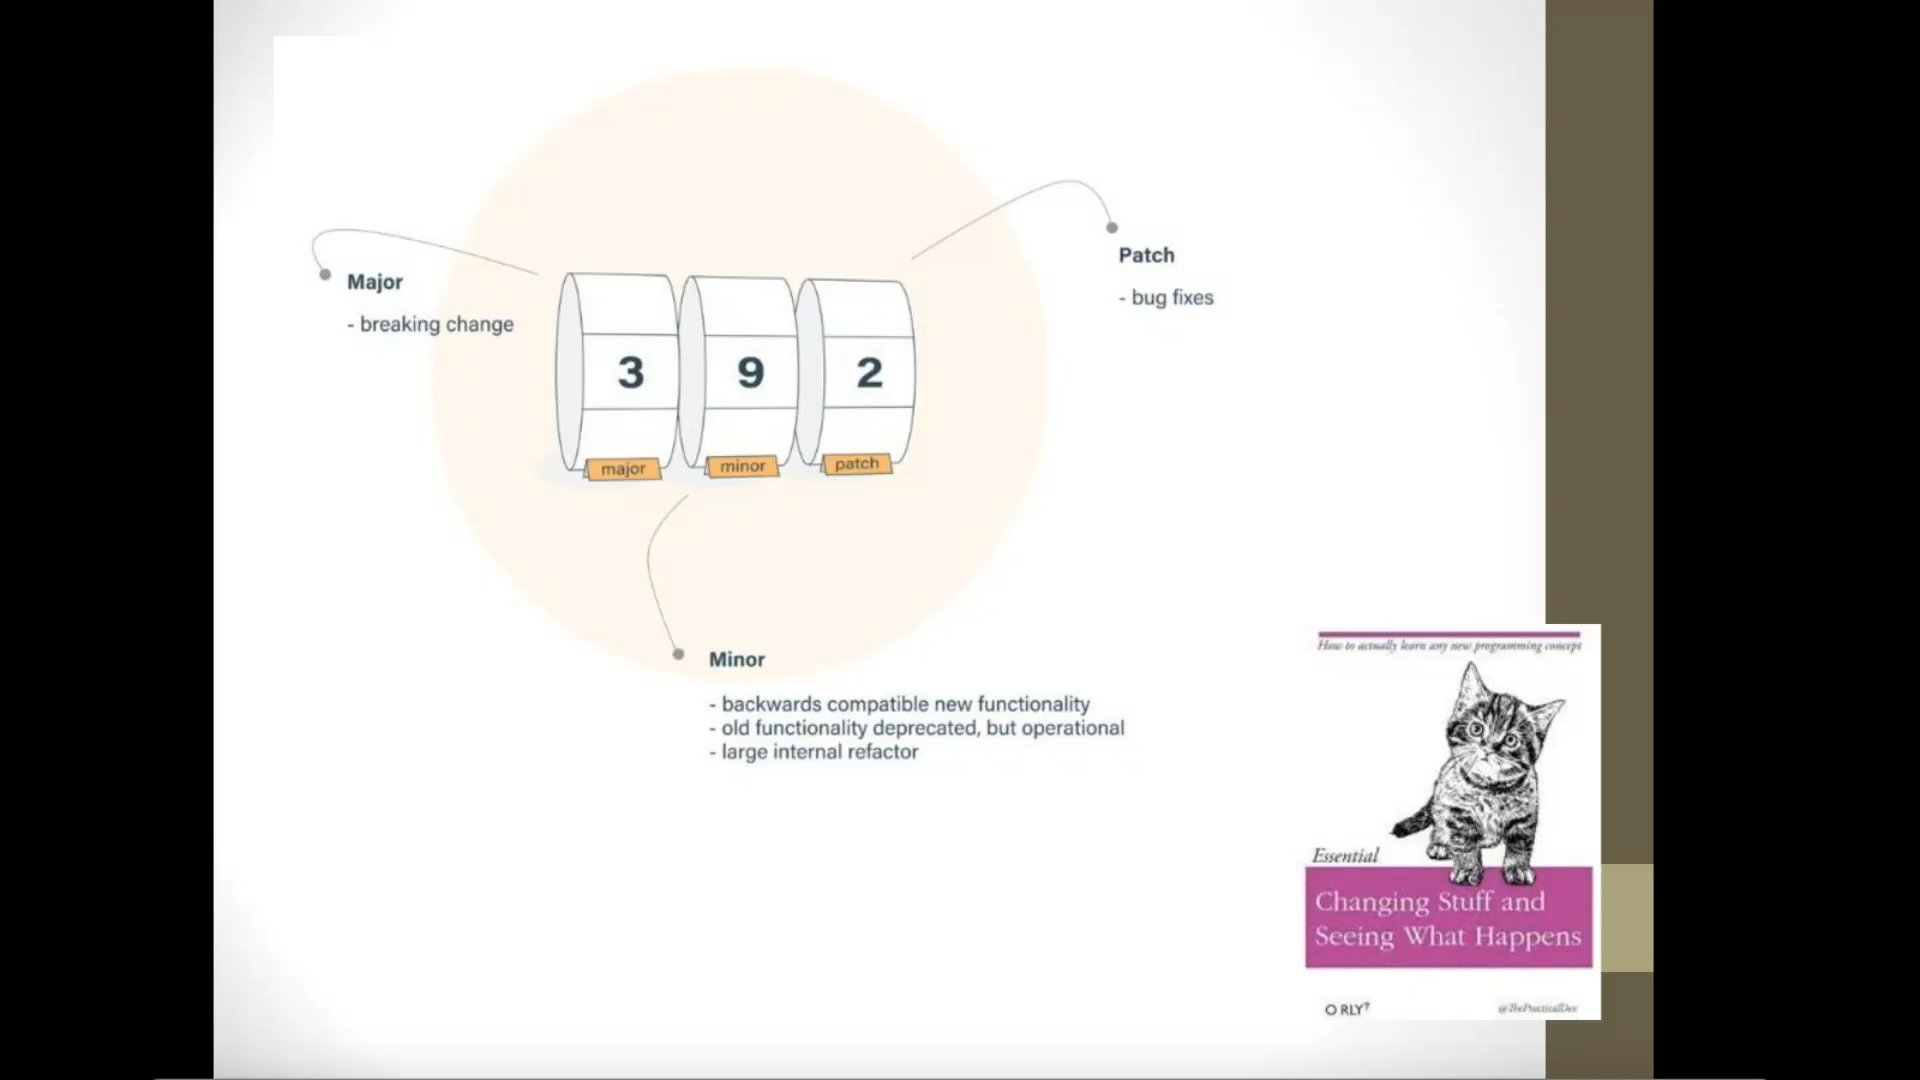 Major
- breaking change
Patch
- bug fixes
3 9 2
major minor patch
Minor
- backwards compatible new functionality
- old functionality deprecated, but operational
- large internal refactor
How to actually learn any new programming concept
Essential
Changing Stuff and
Seeing What Happens
O RLY?
@ThePracticalDev